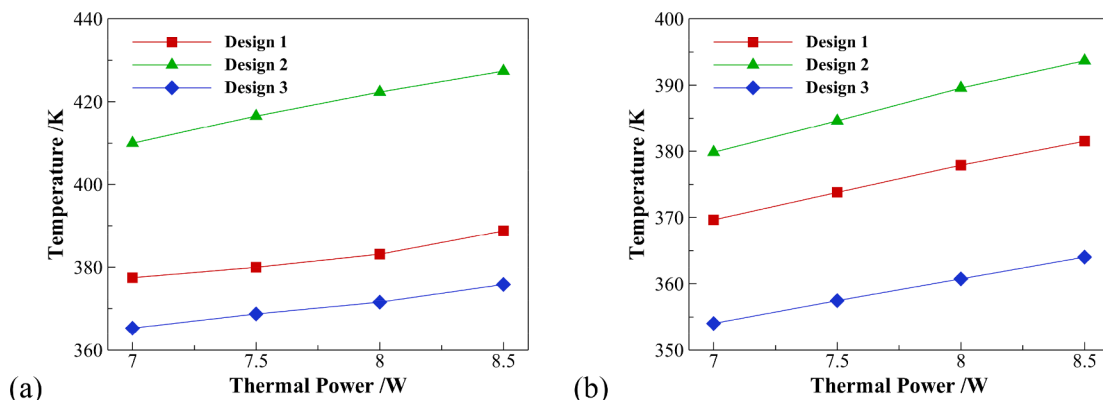 440
420
400
380
360
Temperature /K
Design 1
Design 2
Design 3
7
7.5
8
8.5
Thermal Power /W
(a)
400
390
380
370
360
350
Temperature /K
Design 1
Design 2
Design 3
7
7.5
8
8.5
Thermal Power /W
(b)